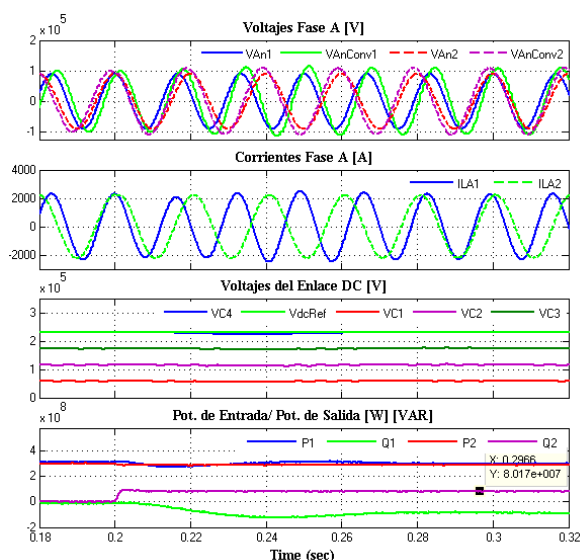 Voltajes Fase A [V]
x 10^5
VAn1 VAnConv1 VAn2 VAnConv2
2
1
0
-1
Corrientes Fase A [A]
4000
ILA1 ILA2
2000
0
-2000
Voltajes del Enlace DC [V]
x 10^5
VC4 VdcRef VC1 VC2 VC3
3
2
1
0
Pot. de Entrada/ Pot. de Salida [W] [VAR]
x 10^8
P1 Q1 P2 Q2
4
2
0
-2
X: 0.2966
Y: 8.017e+007
0.18 0.2 0.22 0.24 0.26 0.28 0.3 0.32
Time (sec)